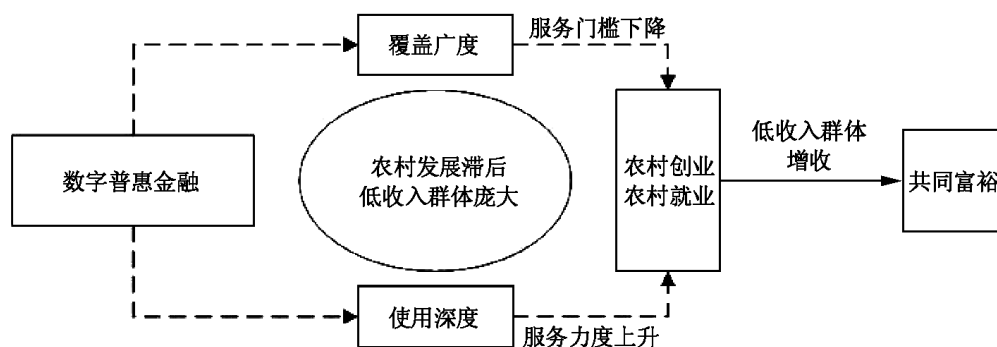 覆盖广度
服务门槛下降
数字普惠金融
农村发展滞后
低收入群体庞大
农村创业
农村就业
低收入群体
增收
共同富裕
使用深度
服务力度上升